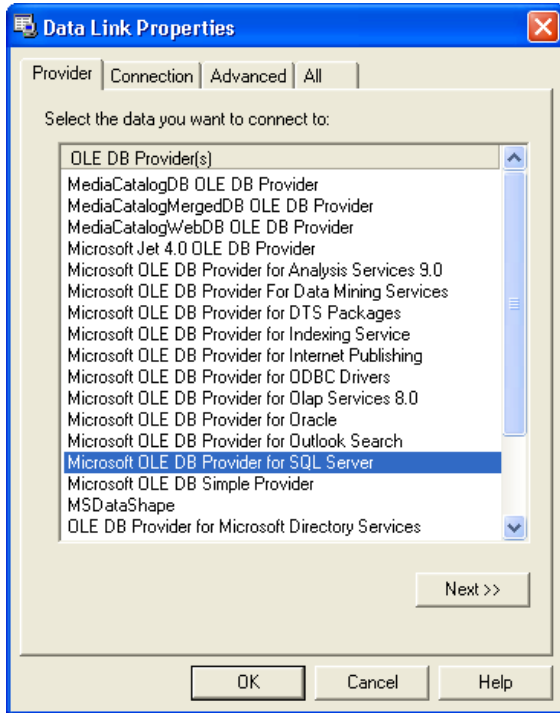 Data Link Properties
Provider Connection Advanced All
Select the data you want to connect to:
OLE DB Provider(s)
MediaCatalogDB OLE DB Provider
MediaCatalogMergedDB OLE DB Provider
MediaCatalogWebDB OLE DB Provider
Microsoft Jet 4.0 OLE DB Provider
Microsoft OLE DB Provider for Analysis Services 9.0
Microsoft OLE DB Provider For Data Mining Services
Microsoft OLE DB Provider for DTS Packages
Microsoft OLE DB Provider for Indexing Service
Microsoft OLE DB Provider for Internet Publishing
Microsoft OLE DB Provider for ODBC Drivers
Microsoft OLE DB Provider for Olap Services 8.0
Microsoft OLE DB Provider for Oracle
Microsoft OLE DB Provider for Outlook Search
Microsoft OLE DB Provider for SQL Server
Microsoft OLE DB Simple Provider
MSDataShape
OLE DB Provider for Microsoft Directory Services
Next >>
OK Cancel Help